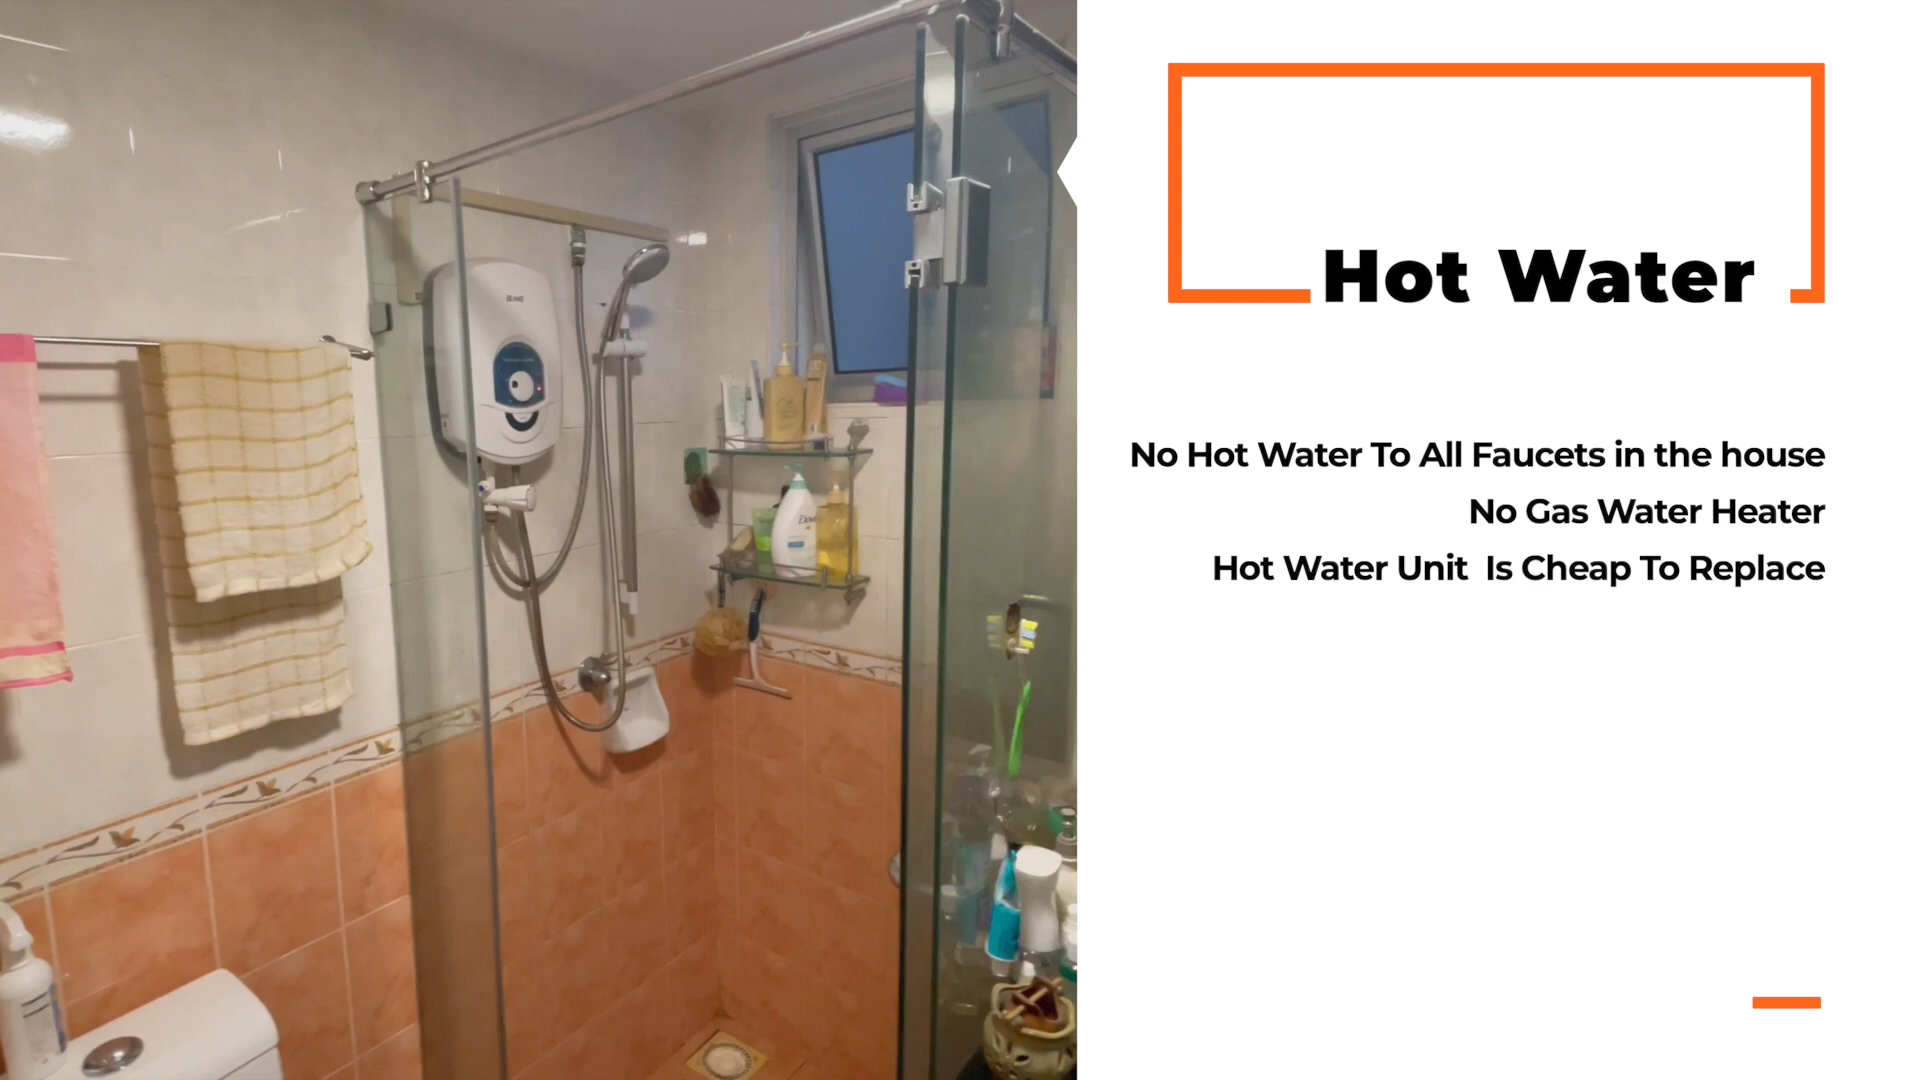 Hot Water
No Hot Water To All Faucets in the house
No Gas Water Heater
Hot Water Unit Is Cheap To Replace
Dove